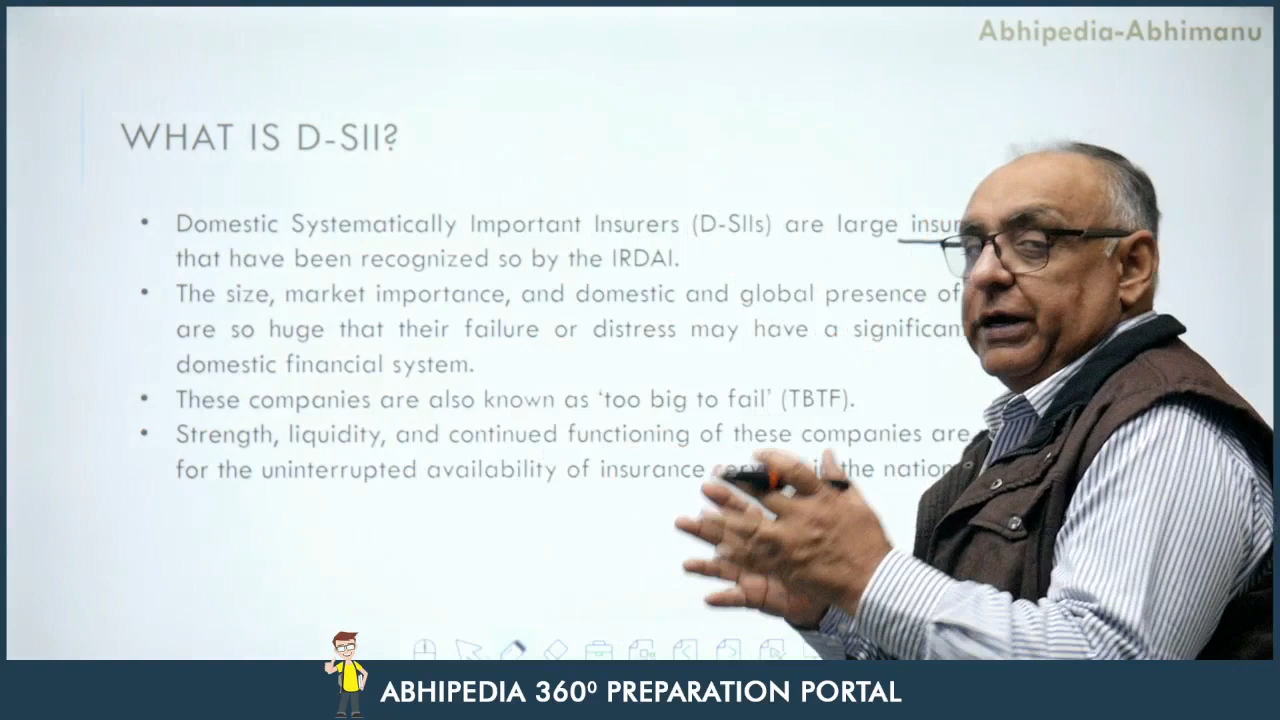 Abhipedia-Abhimanu
WHAT IS D-SII?
• Domestic Systematically Important Insurers (D-SIIs) are large insur
that have been recognized so by the IRDAI.
• The size, market importance, and domestic and global presence of
are so huge that their failure or distress may have a significan
domestic financial system.
• These companies are also known as ‘too big to fail’ (TBTF).
• Strength, liquidity, and continued functioning of these companies are
for the uninterrupted availability of insurance in the nation
ABHIPEDIA 360⁰ PREPARATION PORTAL